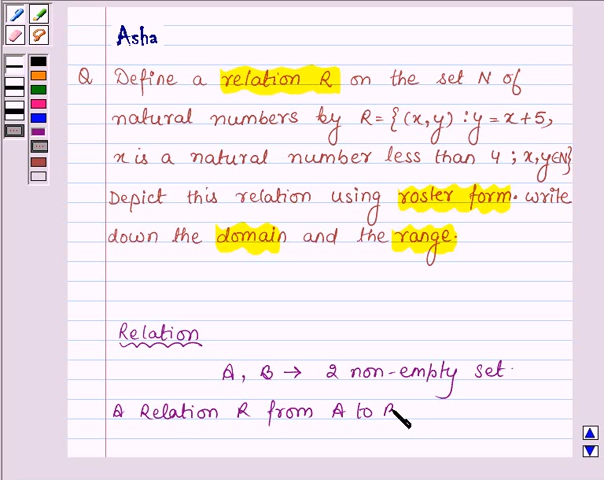 Asha
Q Define a relation R on the set N of
natural numbers by R={(x,y) : y=x+5,
x is a natural number less than 4 ; x,y∈N}
Depict this relation using roster form. write
down the domain and the range.
Relation
A, B → 2 non-empty set.
A Relation R from A to B